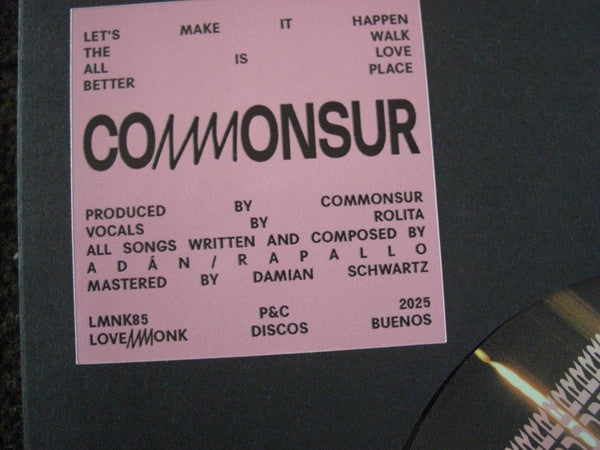 LET'S MAKE IT HAPPEN
THE WALK
ALL IS LOVE
BETTER PLACE
COMMONSUR
PRODUCED BY COMMONSUR
VOCALS BY ROLITA
ALL SONGS WRITTEN AND COMPOSED BY
ADÁN/RAPALLO
MASTERED BY DAMIAN SCHWARTZ
LMNK85 P&C 2025
LOVEMONK DISCOS BUENOS